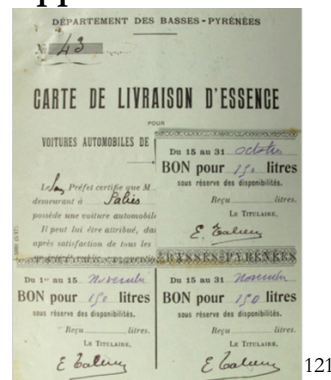 DÉPARTEMENT DES BASSES-PYRÉNÉES
N° 43
CARTE DE LIVRAISON D'ESSENCE
POUR
VOITURES AUTOMOBILES DE
Le Préfet certifie que M
demeurant à Salies
possède une voiture automobile
Il peut lui être attribué, da
après satisfaction de tous les
Du 15 au 31 octobre
BON pour 150 litres
sous réserve des disponibilités.
Reçu litres.
LE TITULAIRE,
BASSES-PYRÉNÉES
Du 1er au 15 Novembre
BON pour 150 litres
sous réserve des disponibilités.
Reçu litres.
LE TITULAIRE,
Du 15 au 31 Novembre
BON pour 150 litres
sous réserve des disponibilités.
Reçu litres.
LE TITULAIRE,
121